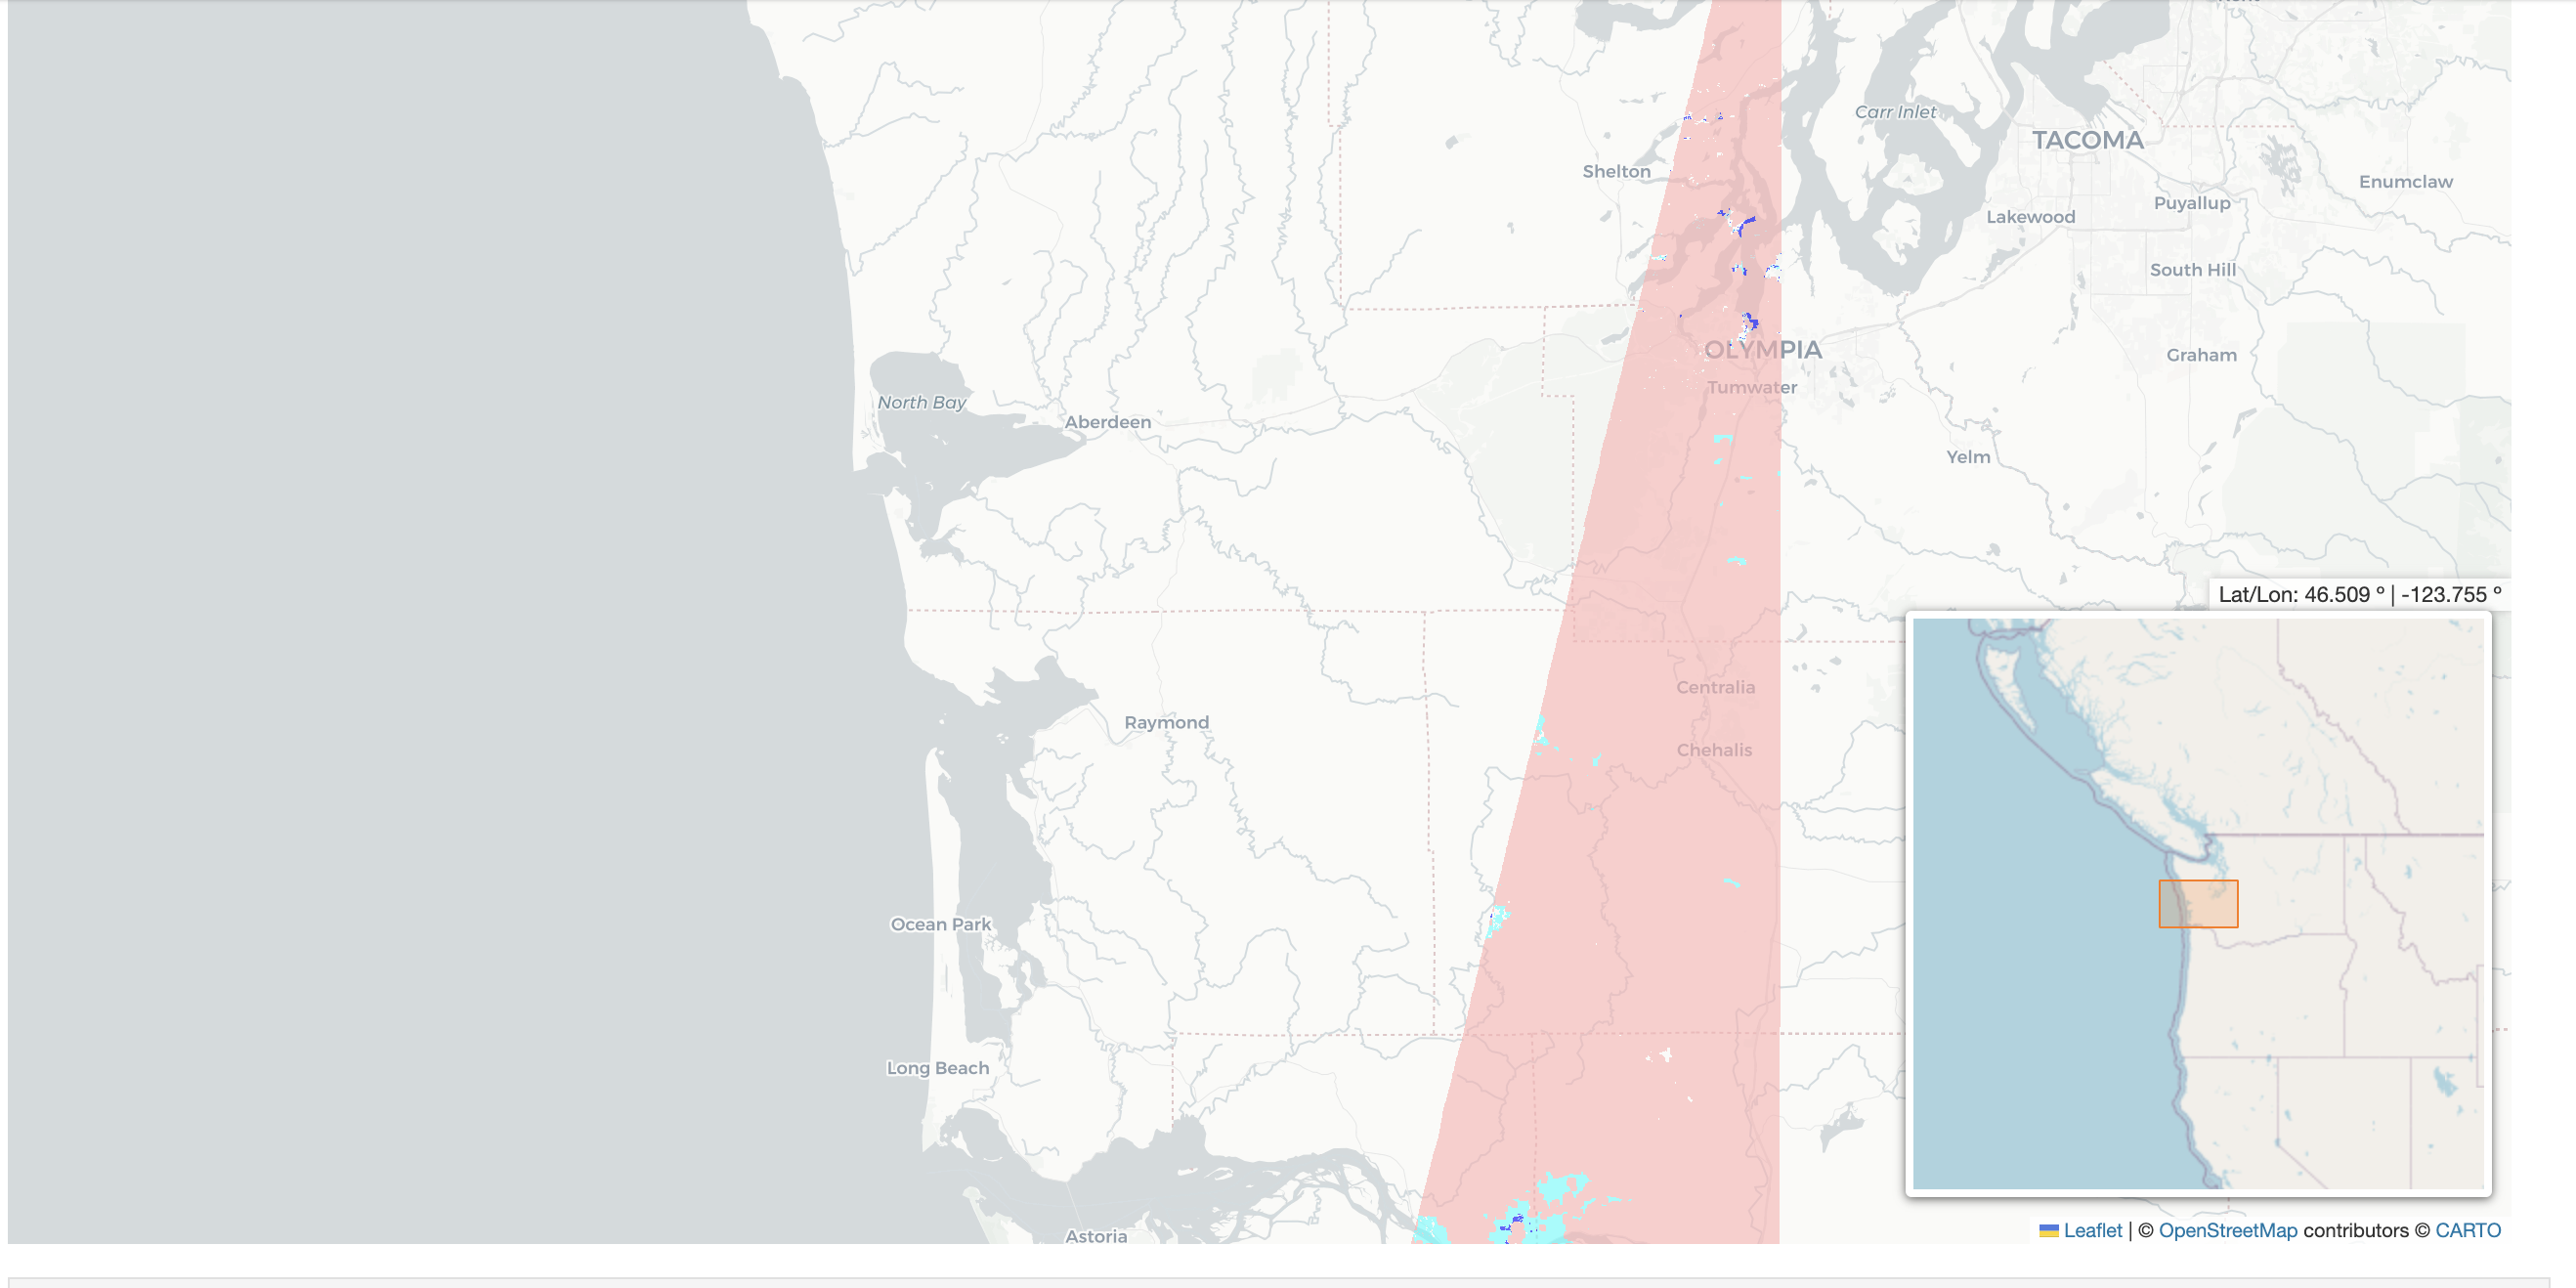 Carr Inlet
TACOMA
Shelton
Enumclaw
Puyallup
Lakewood
South Hill
OLYMPIA
Graham
Tumwater
North Bay
Aberdeen
Yelm
Lat/Lon: 46.509 º | -123.755 º
Centralia
Raymond
Chehalis
Ocean Park
Long Beach
Astoria
Leaflet | © OpenStreetMap contributors © CARTO